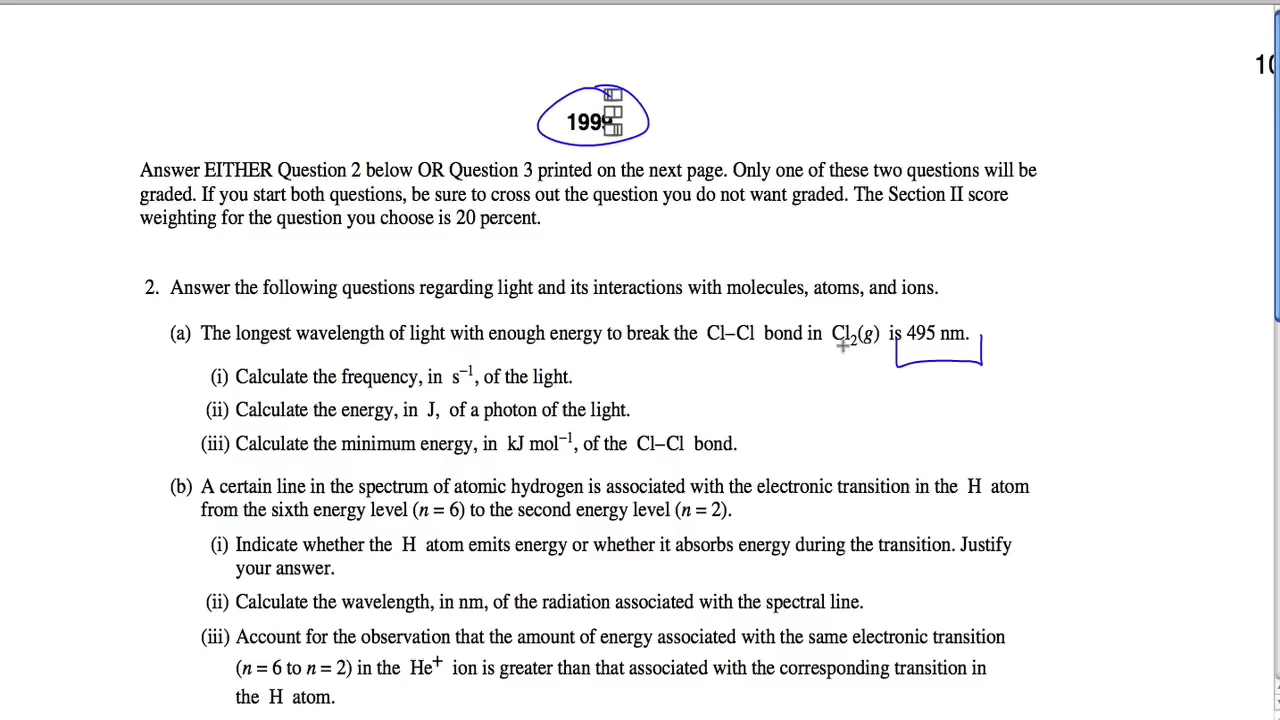 10
1999
Answer EITHER Question 2 below OR Question 3 printed on the next page. Only one of these two questions will be
graded. If you start both questions, be sure to cross out the question you do not want graded. The Section II score
weighting for the question you choose is 20 percent.
2. Answer the following questions regarding light and its interactions with molecules, atoms, and ions.
(a) The longest wavelength of light with enough energy to break the Cl–Cl bond in Cl₂(g) is 495 nm.
(i) Calculate the frequency, in s⁻¹, of the light.
(ii) Calculate the energy, in J, of a photon of the light.
(iii) Calculate the minimum energy, in kJ mol⁻¹, of the Cl–Cl bond.
(b) A certain line in the spectrum of atomic hydrogen is associated with the electronic transition in the H atom
from the sixth energy level (n = 6) to the second energy level (n = 2).
(i) Indicate whether the H atom emits energy or whether it absorbs energy during the transition. Justify
your answer.
(ii) Calculate the wavelength, in nm, of the radiation associated with the spectral line.
(iii) Account for the observation that the amount of energy associated with the same electronic transition
(n = 6 to n = 2) in the He⁺ ion is greater than that associated with the corresponding transition in
the H atom.